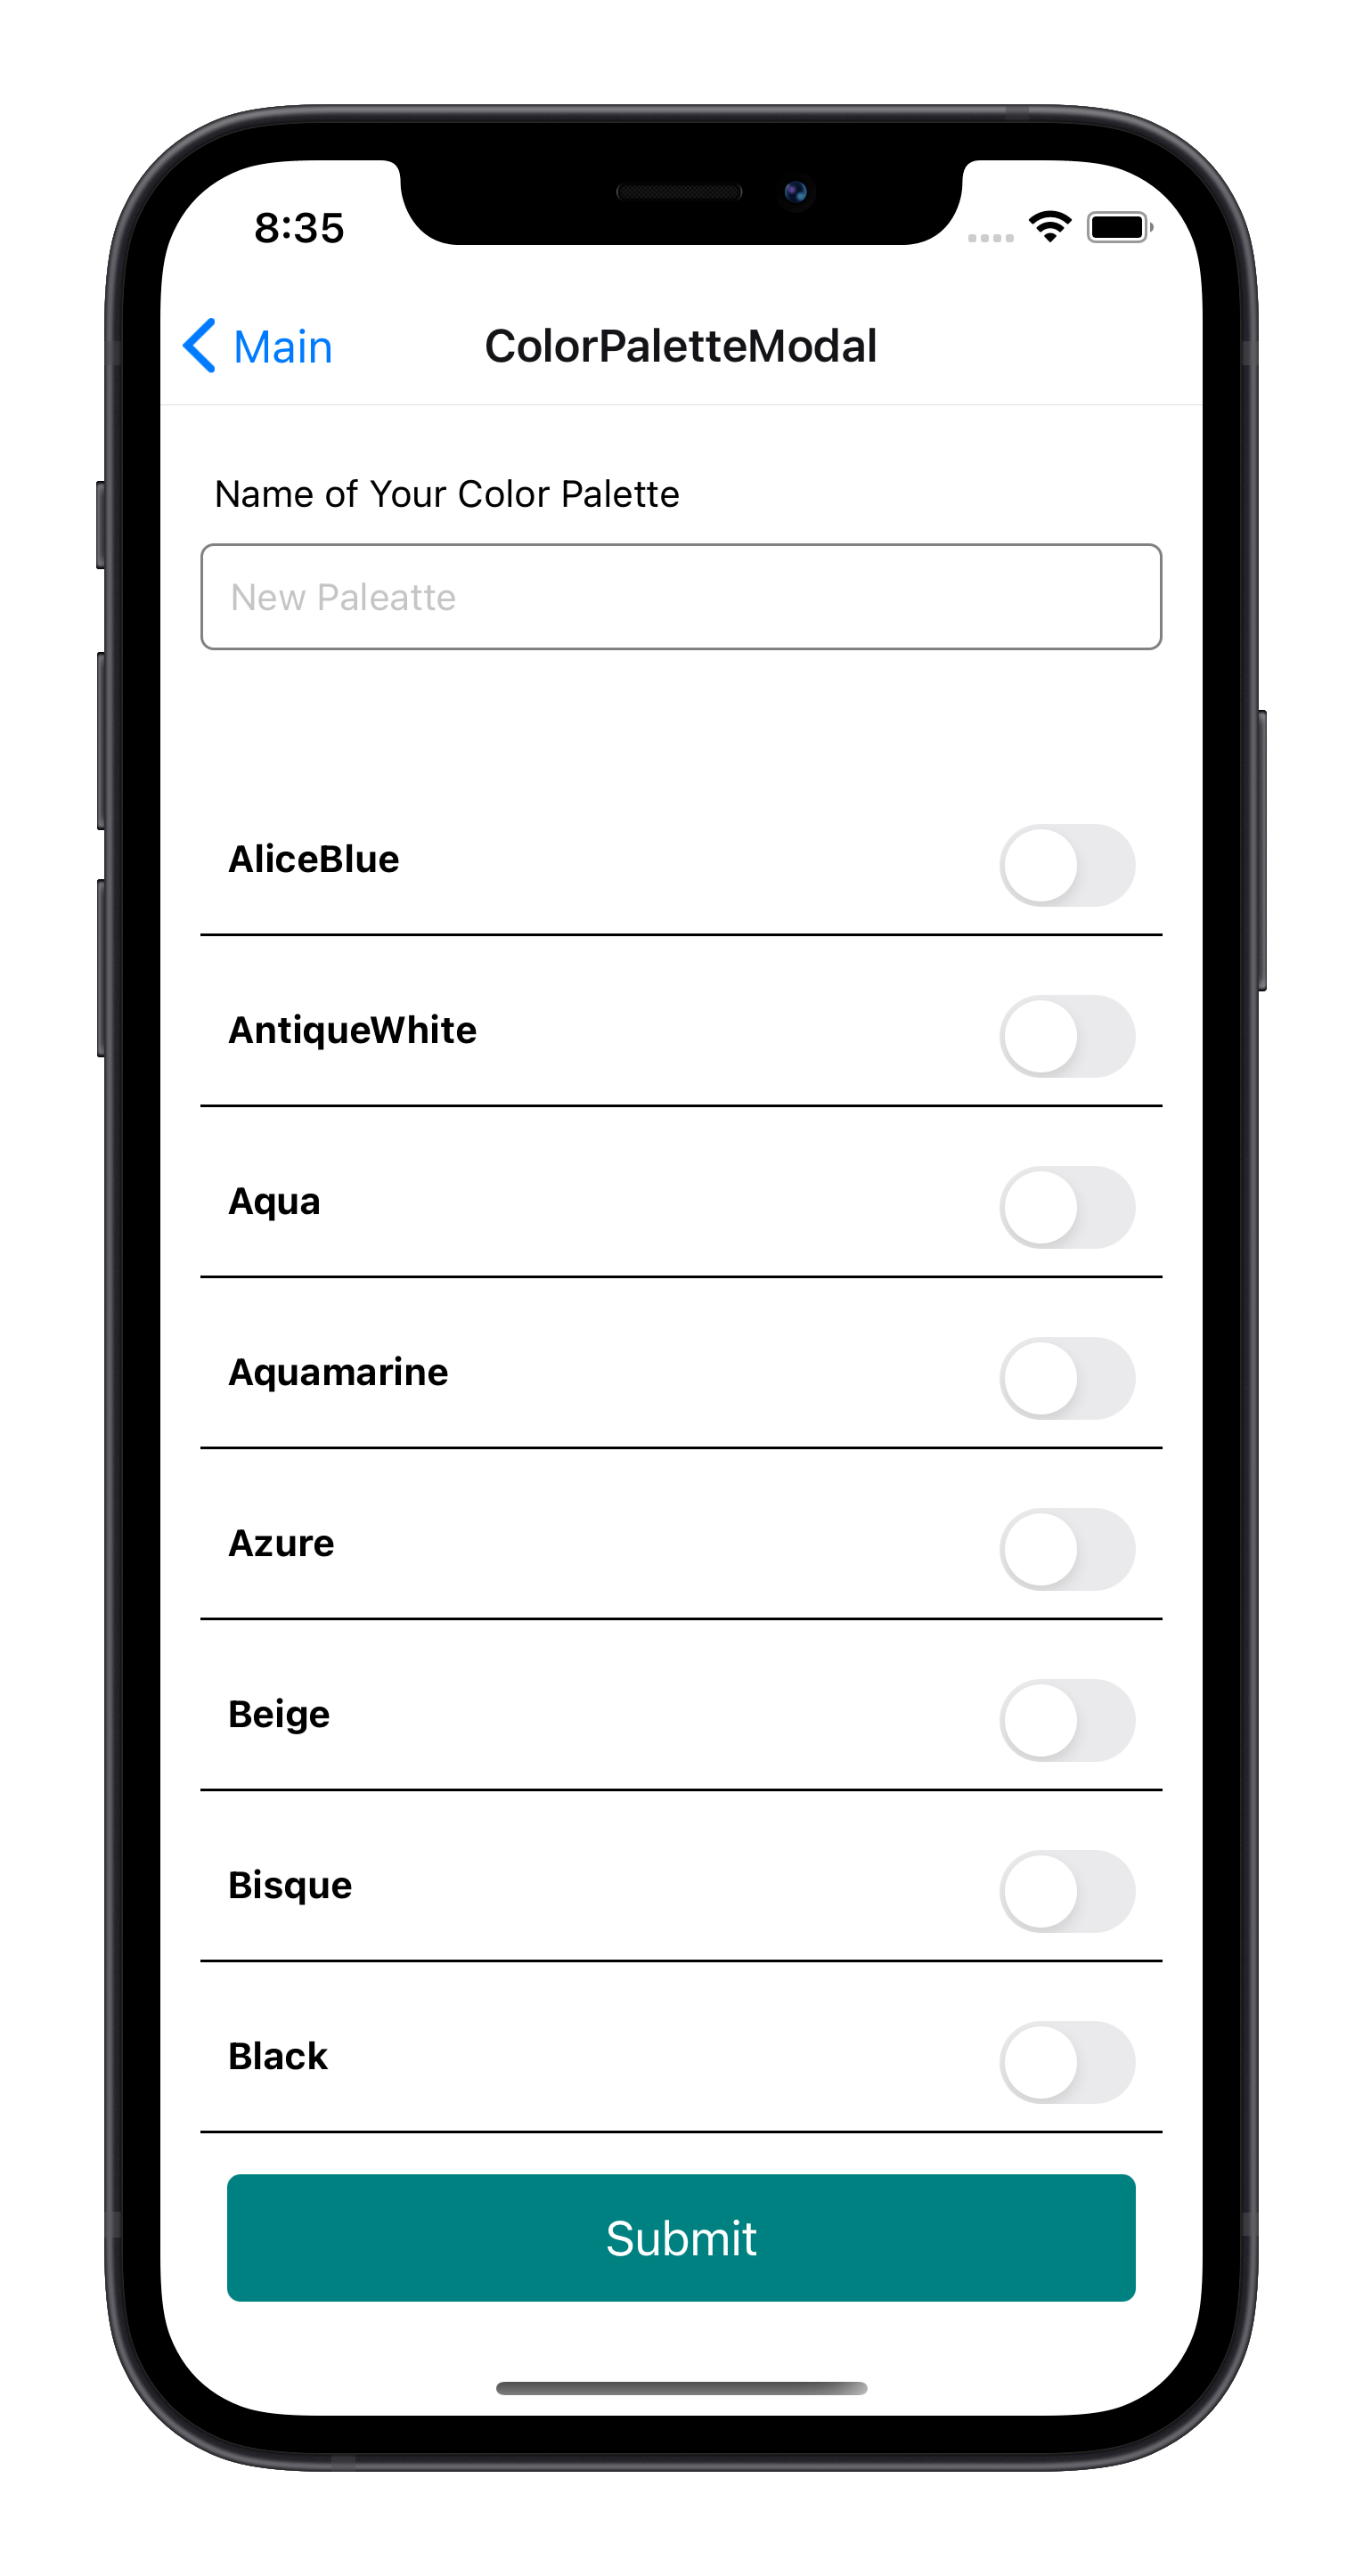 8:35
Main
ColorPaletteModal
Name of Your Color Palette
New Paleatte
AliceBlue
AntiqueWhite
Aqua
Aquamarine
Azure
Beige
Bisque
Black
Submit